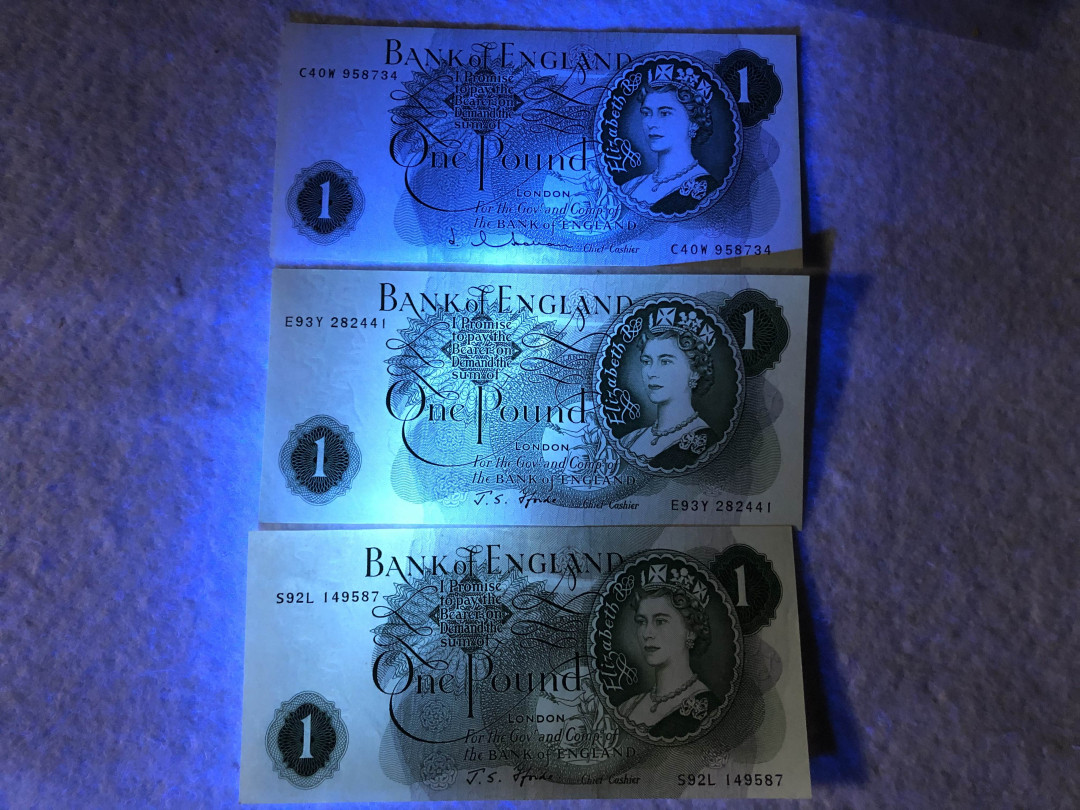 BANK of ENGLAND
C40W 958734
I Promise
to pay the
Bearer on
Demand the
sum of
One Pound
LONDON
For the Govr. and Compa. of
the BANK of ENGLAND
Chief Cashier
C40W 958734
Elizabeth R
1
1
BANK of ENGLAND
E93Y 282441
I Promise
to pay the
Bearer on
Demand the
sum of
One Pound
LONDON
For the Govr. and Compa. of
the BANK of ENGLAND
J. S. Fforde Chief Cashier
E93Y 282441
Elizabeth R
1
1
BANK of ENGLAND
S92L 149587
I Promise
to pay the
Bearer on
Demand the
sum of
One Pound
LONDON
For the Govr. and Compa. of
the BANK of ENGLAND
J. S. Fforde Chief Cashier
S92L 149587
Elizabeth R
1
1